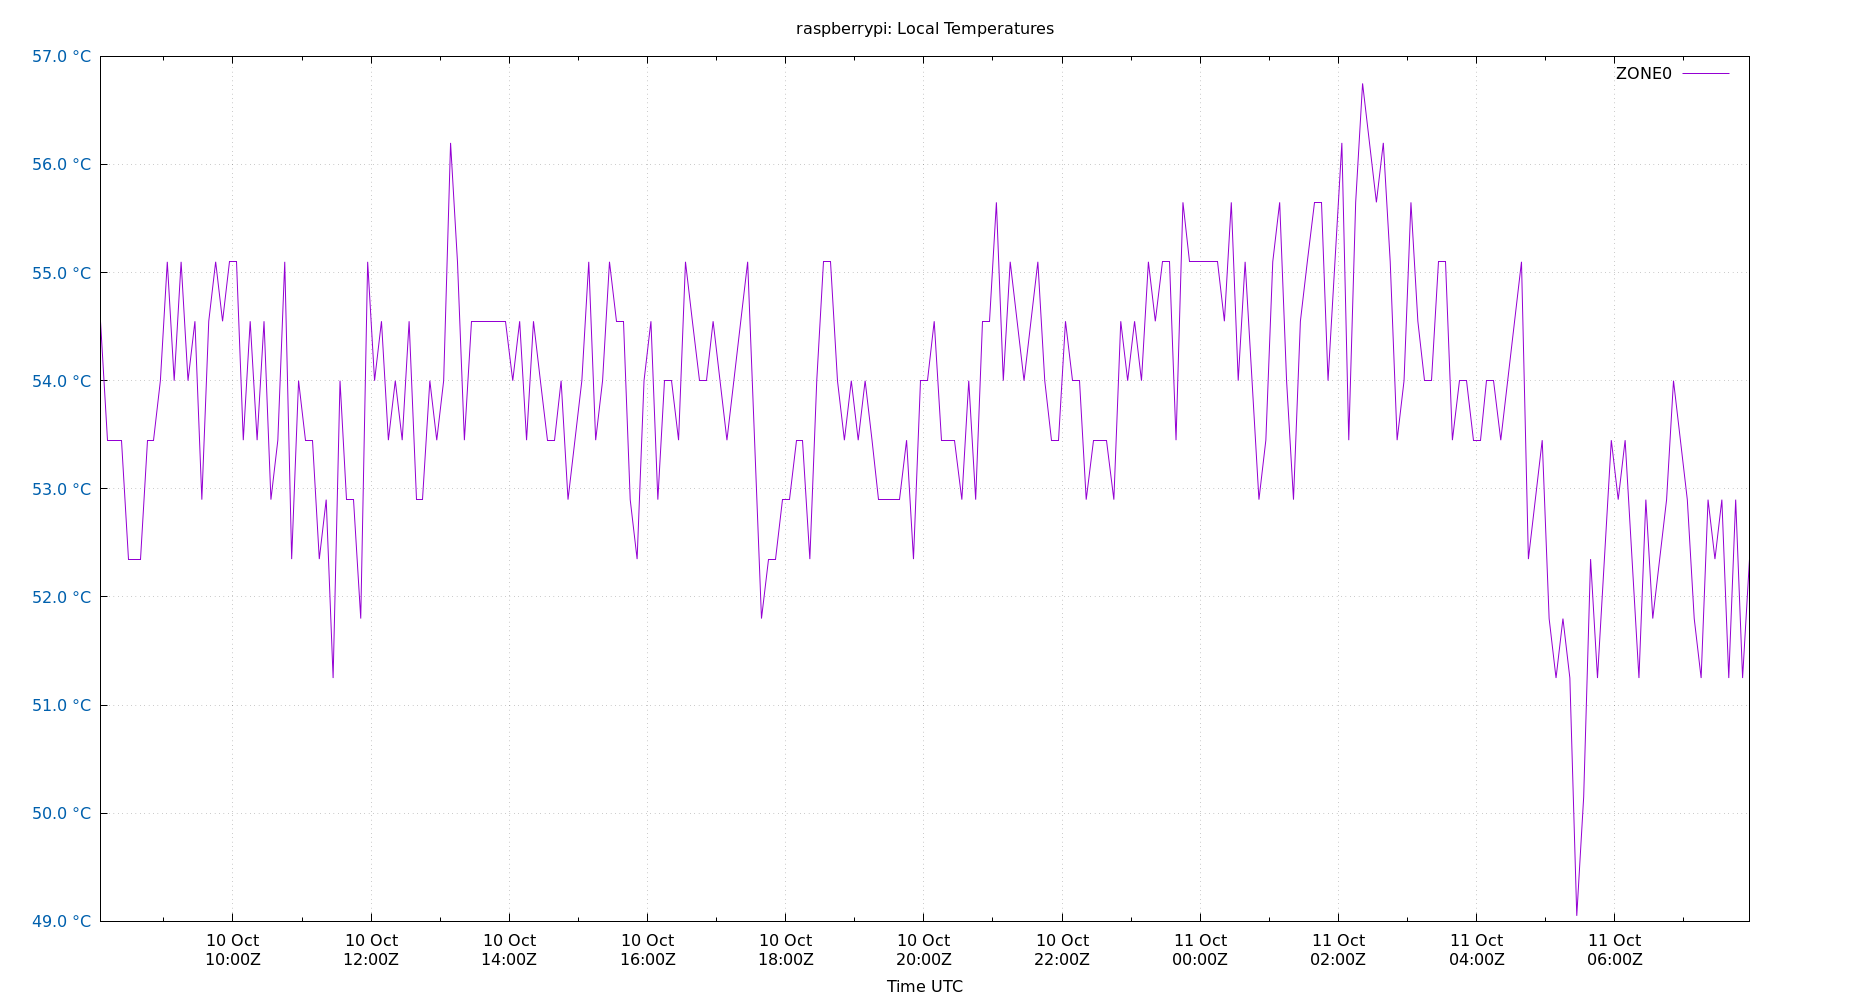 raspberrypi: Local Temperatures
57.0 °C
ZONE0
56.0 °C
55.0 °C
54.0 °C
53.0 °C
52.0 °C
51.0 °C
50.0 °C
49.0 °C
10 Oct 10 Oct 10 Oct 10 Oct 10 Oct 10 Oct 10 Oct 11 Oct 11 Oct 11 Oct 11 Oct
10:00Z 12:00Z 14:00Z 16:00Z 18:00Z 20:00Z 22:00Z 00:00Z 02:00Z 04:00Z 06:00Z
Time UTC